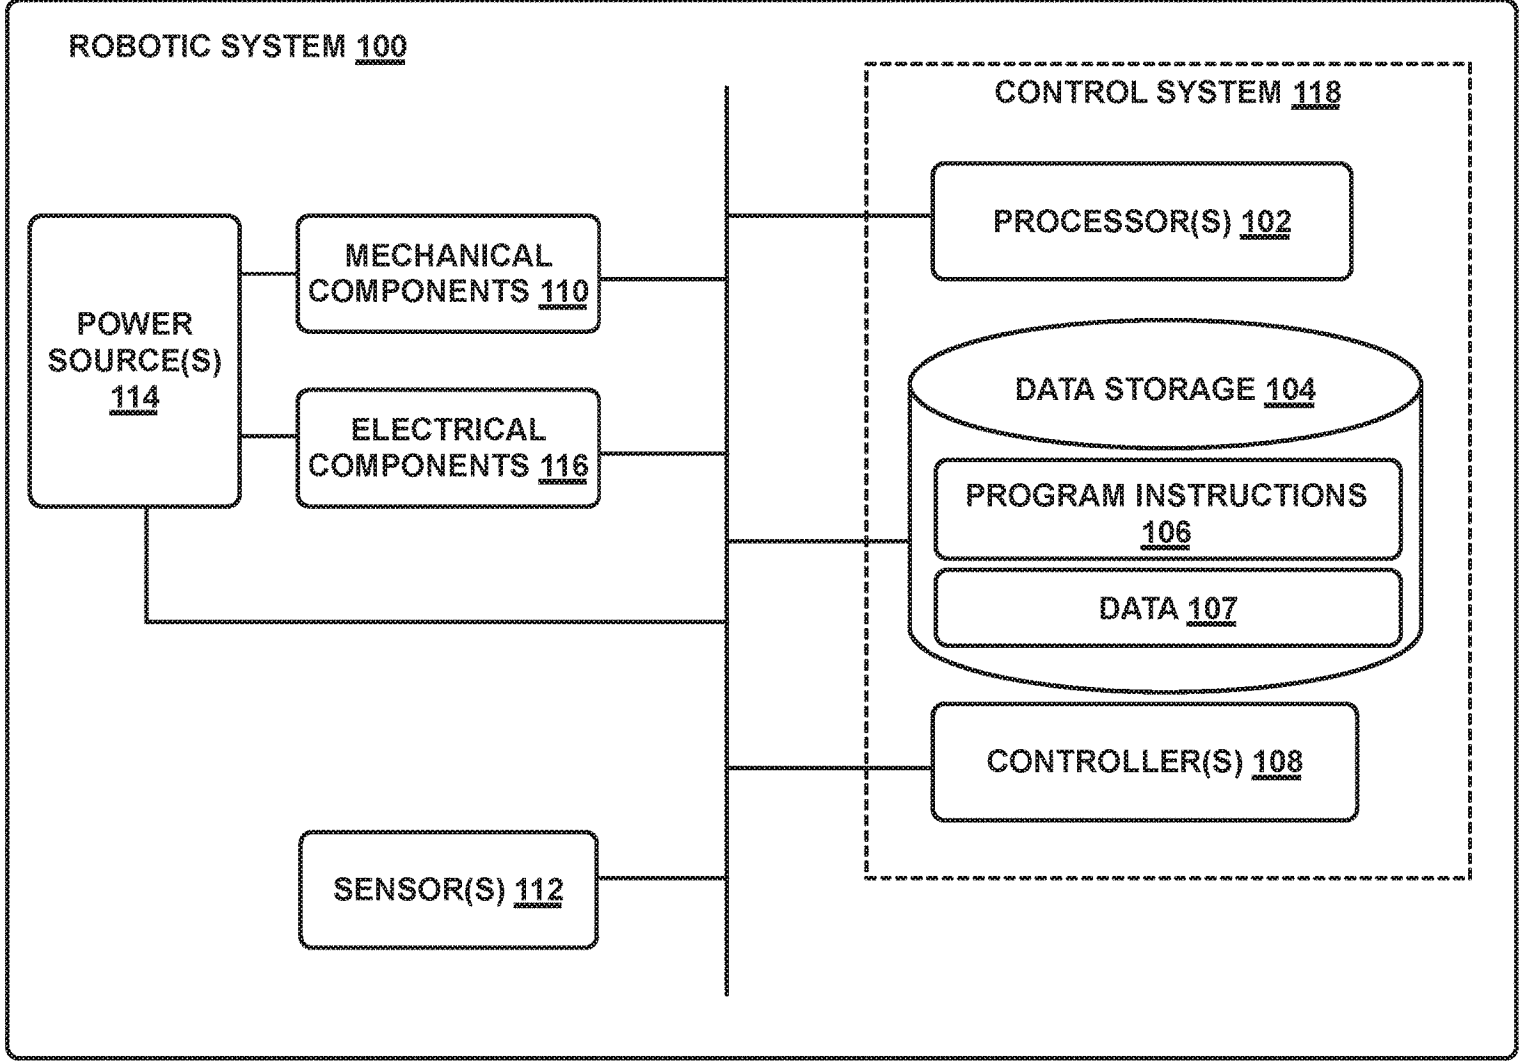 ROBOTIC SYSTEM 100
CONTROL SYSTEM 118
PROCESSOR(S) 102
MECHANICAL
COMPONENTS 110
POWER
SOURCE(S)
114
ELECTRICAL
COMPONENTS 116
DATA STORAGE 104
PROGRAM INSTRUCTIONS
106
DATA 107
CONTROLLER(S) 108
SENSOR(S) 112